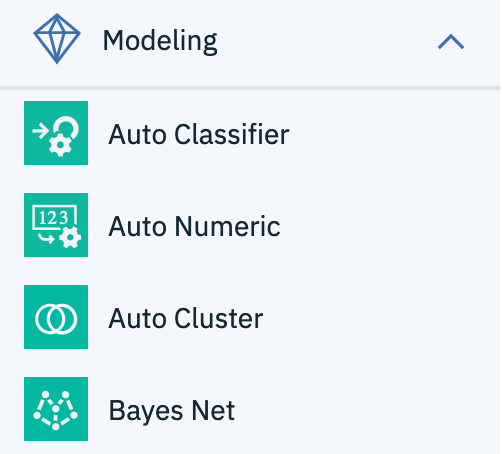 Modeling
Auto Classifier
123
Auto Numeric
Auto Cluster
Bayes Net